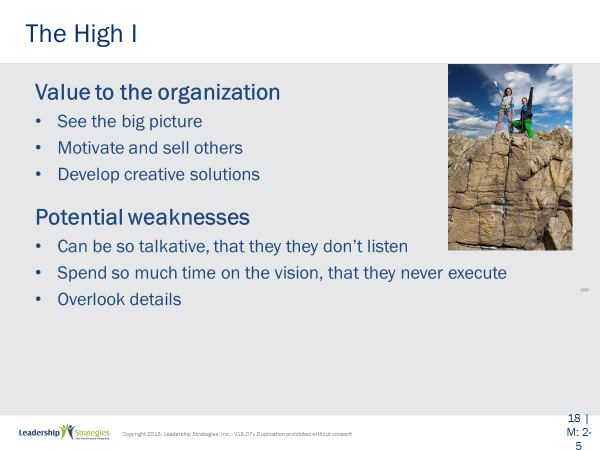 The High I
Value to the organization
• See the big picture
• Motivate and sell others
• Develop creative solutions
Potential weaknesses
• Can be so talkative, that they they don't listen
• Spend so much time on the vision, that they never execute
• Overlook details
18 |
M: 2-
5
Leadership Strategies
The Facilitation Company
Copyright 2015, Leadership Strategies, Inc. - V15.07c Duplication prohibited without consent